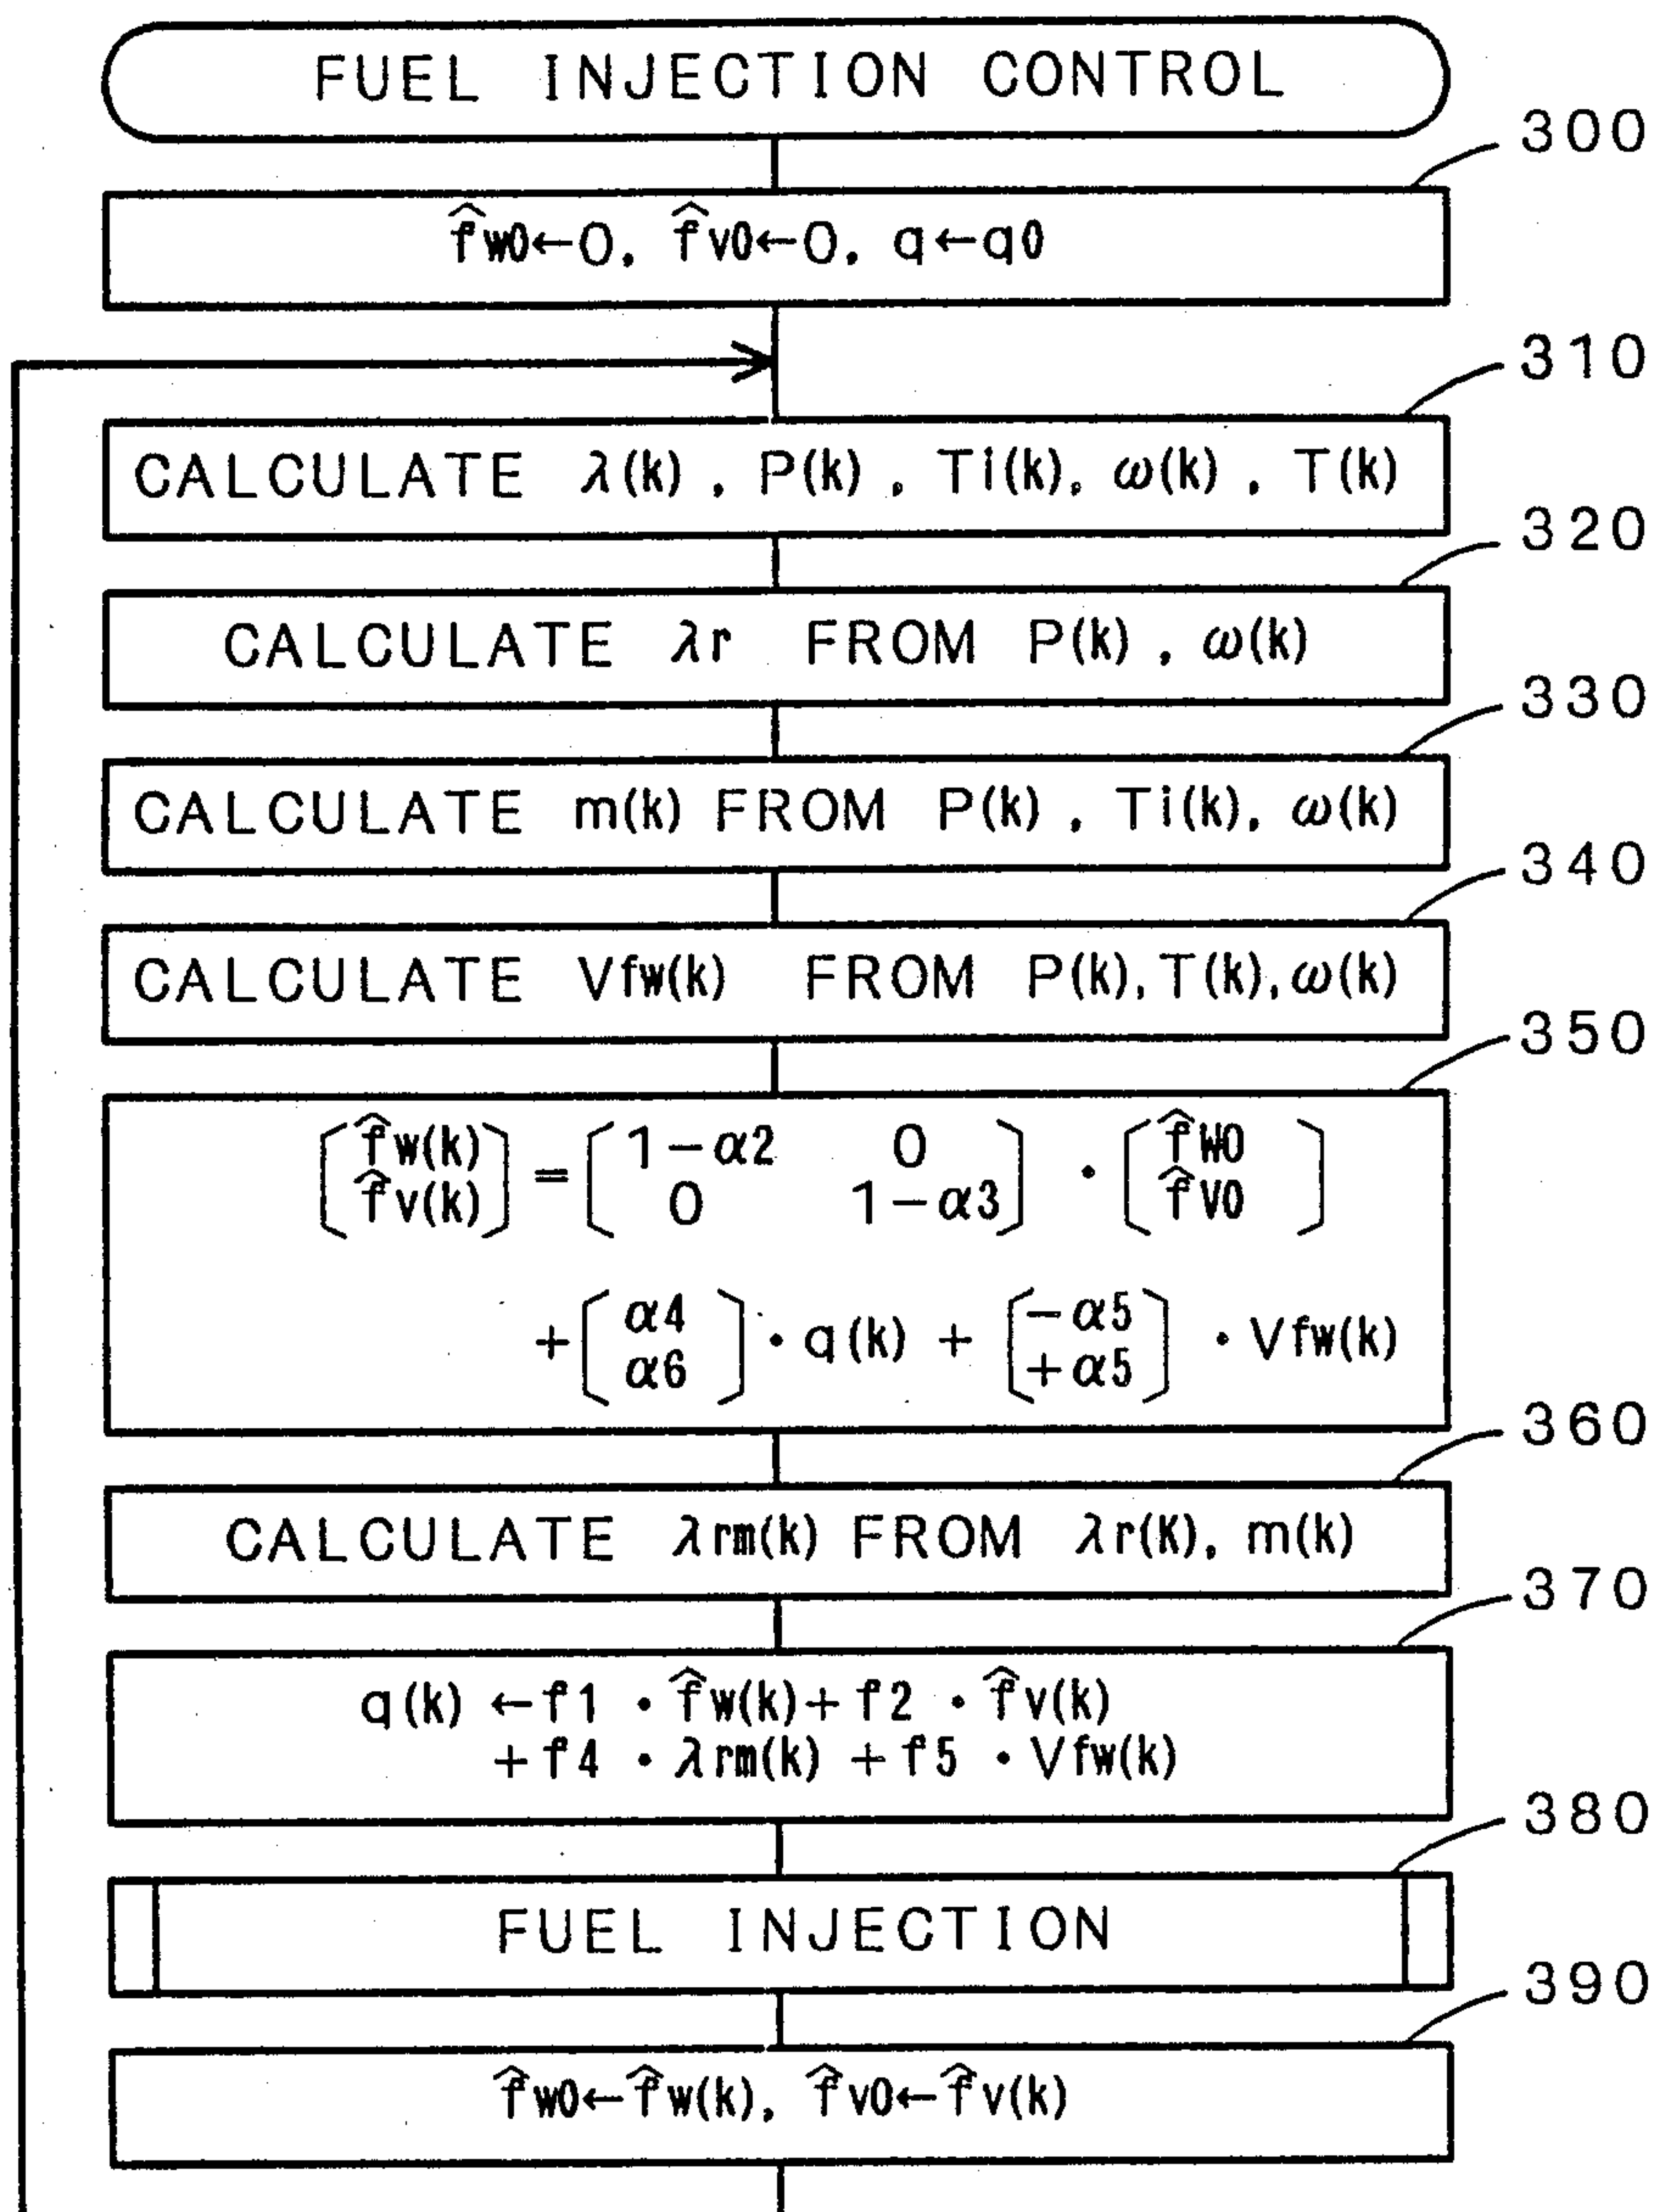 FUEL INJECTION CONTROL
300
f̂w0←0, f̂v0←0, q←q0
310
CALCULATE λ(k), P(k), Ti(k), ω(k), T(k)
320
CALCULATE λr FROM P(k), ω(k)
330
CALCULATE m(k) FROM P(k), Ti(k), ω(k)
340
CALCULATE Vfw(k) FROM P(k), T(k), ω(k)
350
[f̂w(k)] = [1-α2 0] · [f̂W0]
[f̂v(k)] [0 1-α3] [f̂V0]
+ [α4] · q(k) + [-α5] · Vfw(k)
[α6] [+α5]
360
CALCULATE λrm(k) FROM λr(K), m(k)
370
q(k) ←f1 · f̂w(k)+ f2 · f̂v(k)
+f4 · λrm(k) +f5 · Vfw(k)
380
FUEL INJECTION
390
f̂w0←f̂w(k), f̂v0←f̂v(k)